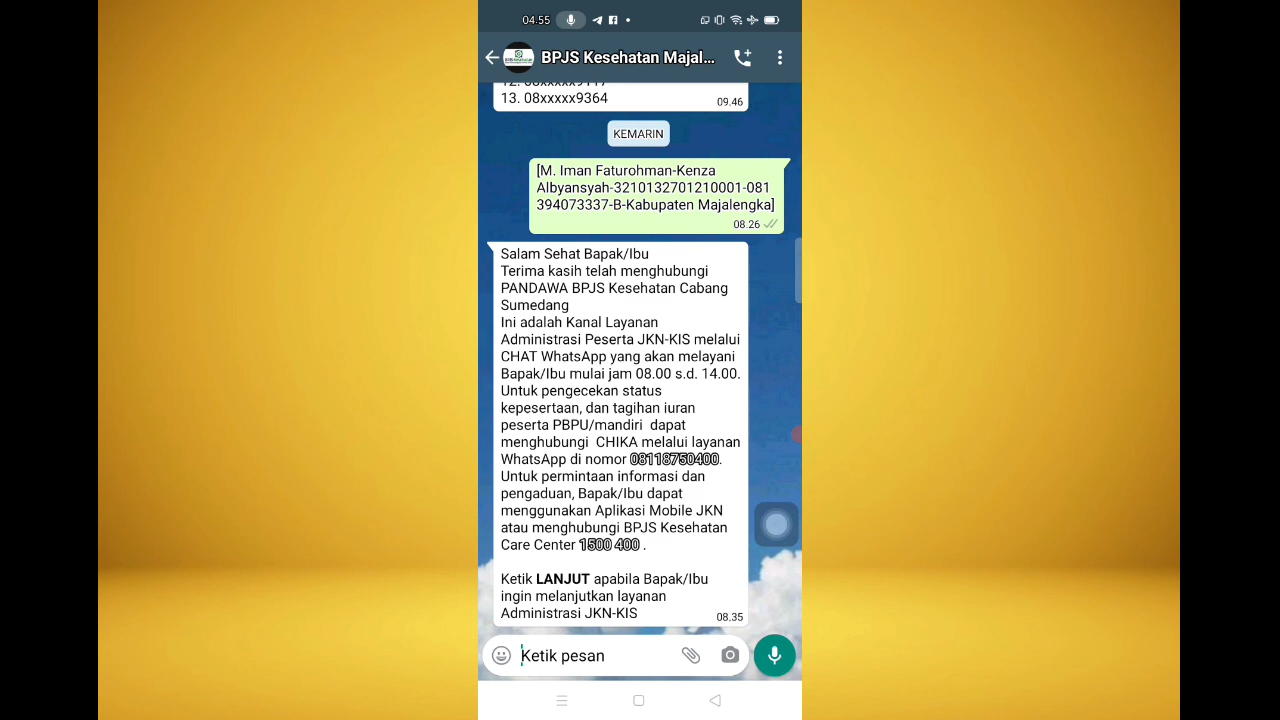 04.55
BPJS Kesehatan Majal...
13. 08xxxxx9364
09.46
KEMARIN
[M. Iman Faturohman-Kenza
Albyansyah-3210132701210001-081
394073337-B-Kabupaten Majalengka]
08.26
Salam Sehat Bapak/Ibu
Terima kasih telah menghubungi
PANDAWA BPJS Kesehatan Cabang
Sumedang
Ini adalah Kanal Layanan
Administrasi Peserta JKN-KIS melalui
CHAT WhatsApp yang akan melayani
Bapak/Ibu mulai jam 08.00 s.d. 14.00.
Untuk pengecekan status
kepesertaan, dan tagihan iuran
peserta PBPU/mandiri  dapat
menghubungi  CHIKA melalui layanan
WhatsApp di nomor 08118750400.
Untuk permintaan informasi dan
pengaduan, Bapak/Ibu dapat
menggunakan Aplikasi Mobile JKN
atau menghubungi BPJS Kesehatan
Care Center 1500 400 .
Ketik LANJUT apabila Bapak/Ibu
ingin melanjutkan layanan
Administrasi JKN-KIS
08.35
Ketik pesan